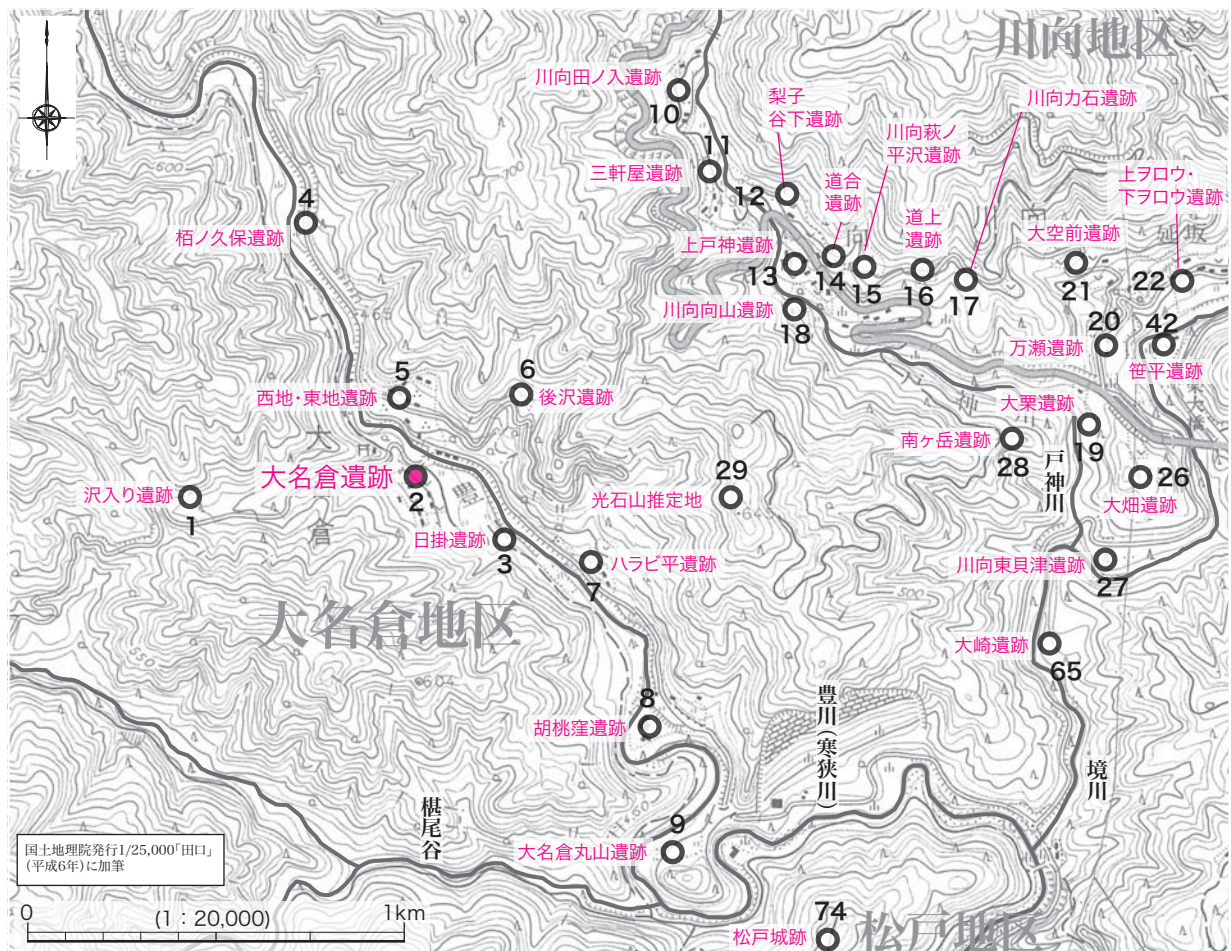 川向地区
川向田ノ入遺跡
10
梨子
谷下遺跡
川向力石遺跡
川向萩ノ
平沢遺跡
11
三軒屋遺跡
12
道合
遺跡
上ヲロウ・
下ヲロウ遺跡
4
栢ノ久保遺跡
道上
遺跡
大空前遺跡
上戸神遺跡
13
14
15
16
17
21
22
川向向山遺跡
18
20
42
万瀬遺跡
笹平遺跡
5
6
西地・東地遺跡
後沢遺跡
大栗遺跡
19
南ヶ岳遺跡
28
戸神川
大名倉遺跡
2
29
光石山推定地
26
大畑遺跡
沢入り遺跡
1
日掛遺跡
3
ハラビ平遺跡
7
川向東貝津遺跡
27
大名倉地区
大崎遺跡
65
8
胡桃窪遺跡
豊川(寒狭川)
境川
椹尾谷
9
大名倉丸山遺跡
国土地理院発行1/25,000「田口」
(平成6年)に加筆
0
(1：20,000)
1km
74
松戸城跡
松戸地区
600
700
465
500
550
604